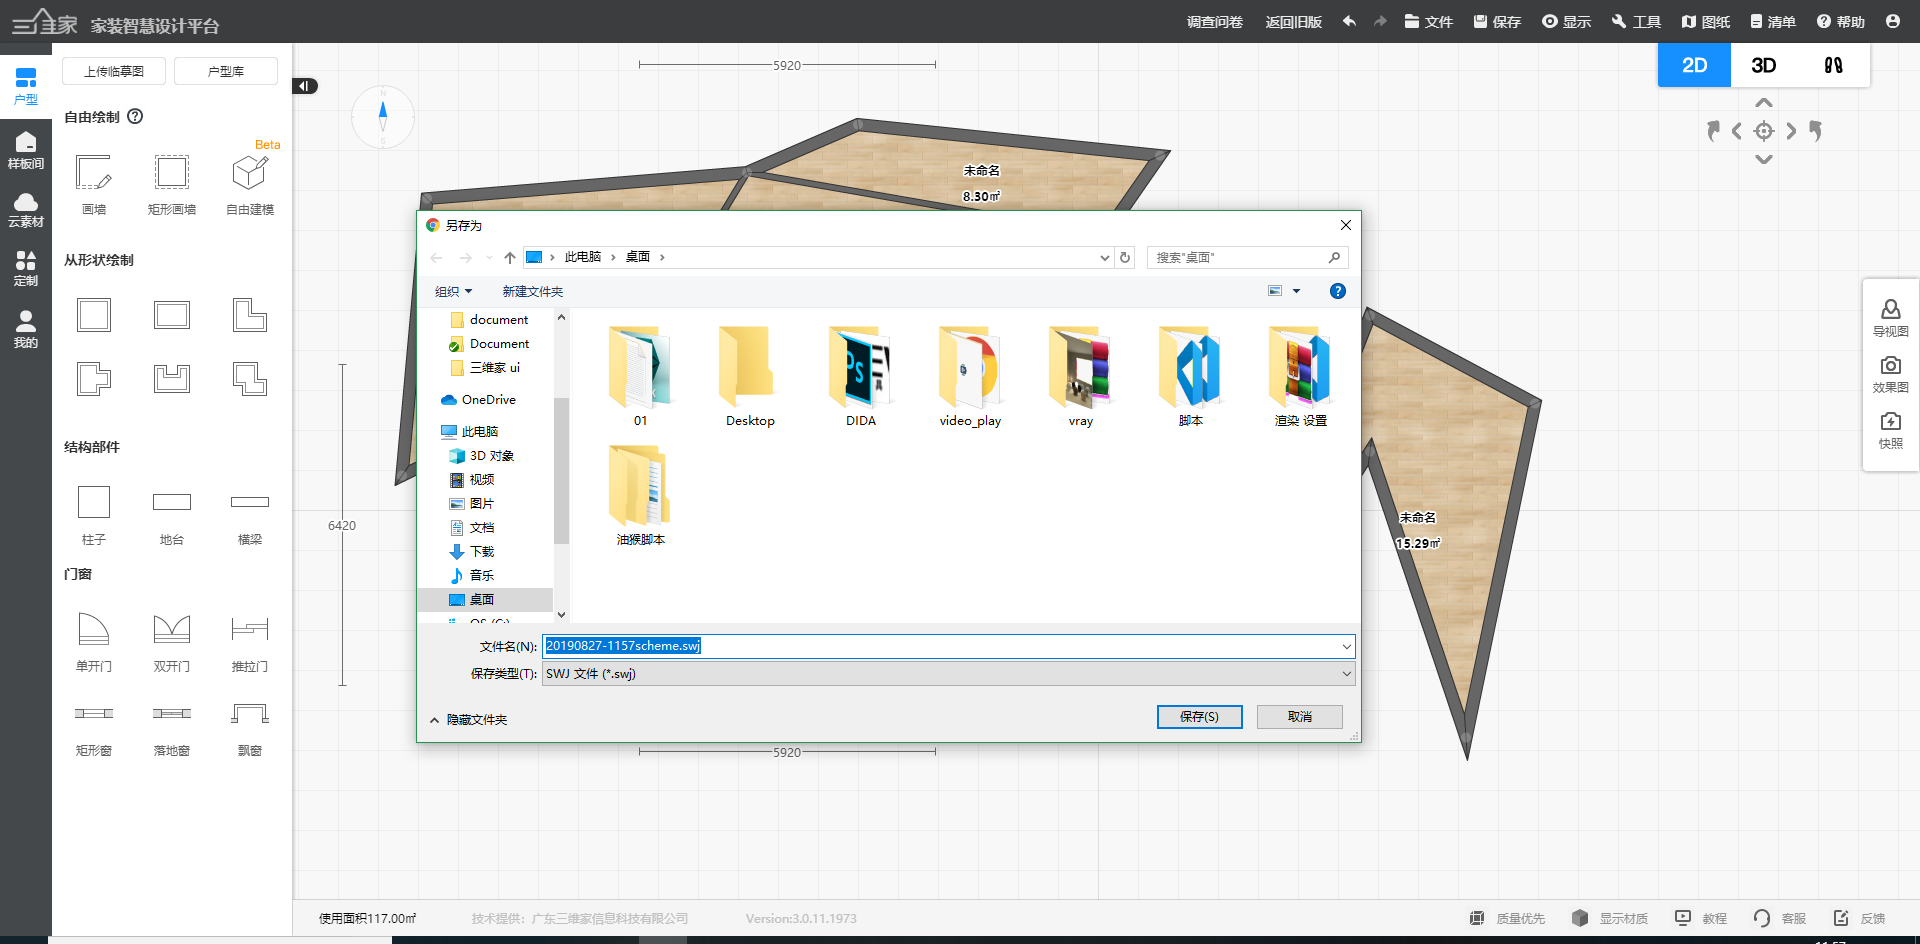 三维家 家装智慧设计平台
调查问卷 返回旧版 文件 保存 显示 工具 图纸 清单 帮助
户型
样板间
云素材
定制
我的
上传临摹图 户型库
自由绘制
Beta
画墙 矩形画墙 自由建模
从形状绘制
结构部件
柱子 地台 横梁
门窗
单开门 双开门 推拉门
矩形窗 落地窗 飘窗
2D 3D
N
S
5920
6420
5920
未命名
8.30㎡
未命名
15.29㎡
导视图
效果图
快照
另存为
此电脑 桌面
搜索"桌面"
组织 新建文件夹
document
Document
三维家 ui
OneDrive
此电脑
3D 对象
视频
图片
文档
下载
音乐
桌面
OS (C:)
01 Desktop DIDA video_play vray 脚本 渲染 设置
油猴脚本
文件名(N): 20190827-1157scheme.swj
保存类型(T): SWJ 文件 (*.swj)
隐藏文件夹
保存(S) 取消
使用面积117.00㎡ 技术提供：广东三维家信息科技有限公司 Version:3.0.11.1973
质量优先 显示材质 教程 客服 反馈